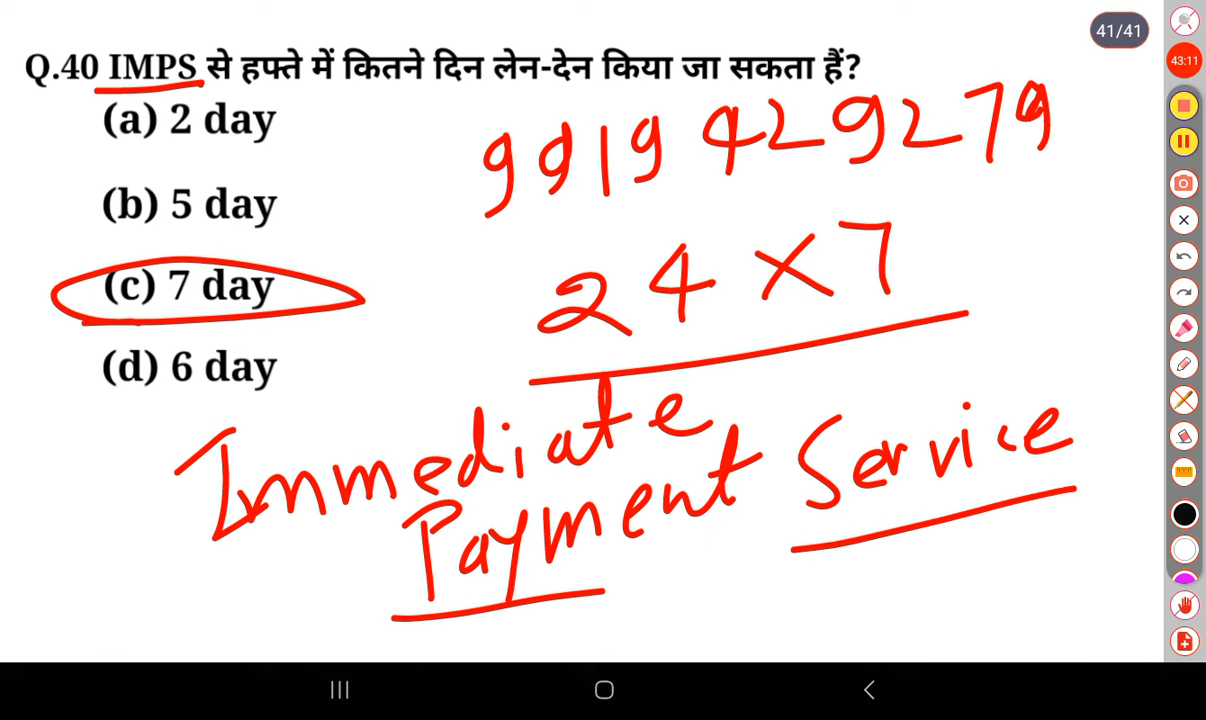 41/41
43:11
Q.40 IMPS से हफ्ते में कितने दिन लेन-देन किया जा सकता हैं?
(a) 2 day
9919429279
(b) 5 day
24×7
(c) 7 day
(d) 6 day
Immediate
Payment Service